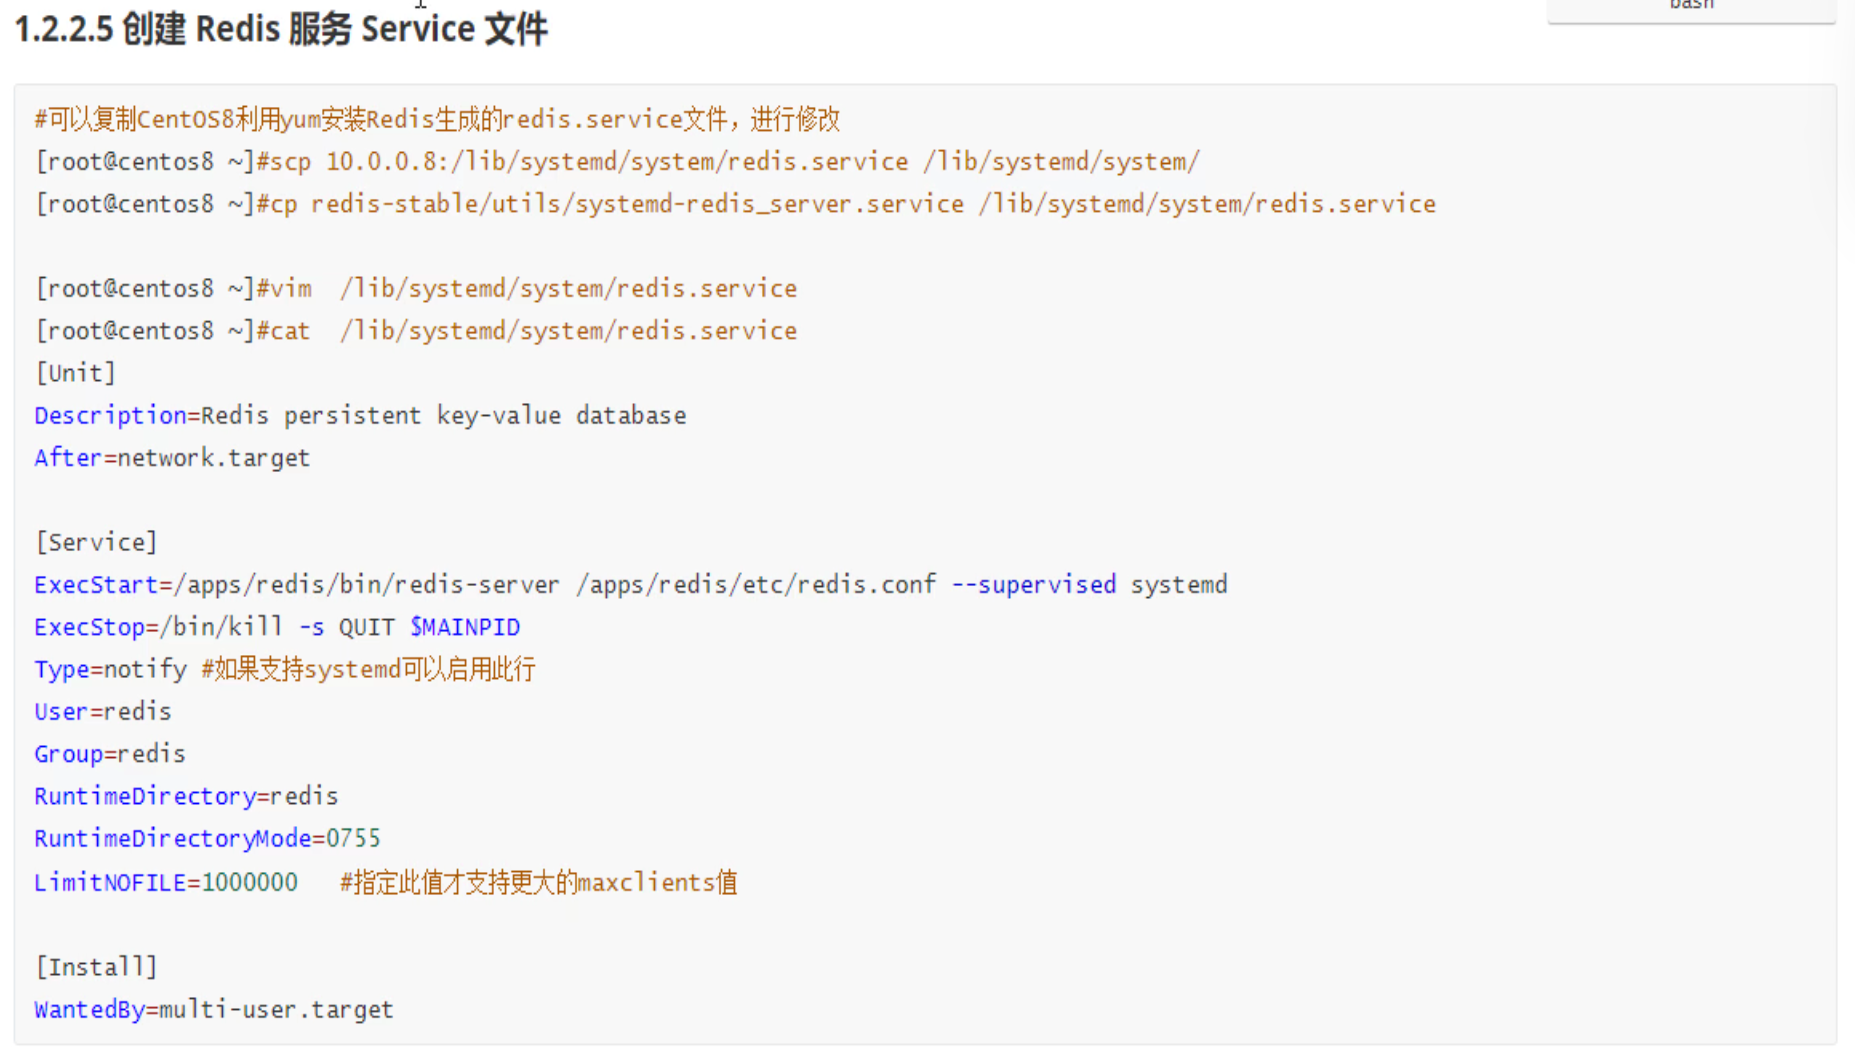 bash
1.2.2.5 创建 Redis 服务 Service 文件
#可以复制CentOS8利用yum安装Redis生成的redis.service文件，进行修改
[root@centos8 ~]#scp 10.0.0.8:/lib/systemd/system/redis.service /lib/systemd/system/
[root@centos8 ~]#cp redis-stable/utils/systemd-redis_server.service /lib/systemd/system/redis.service
[root@centos8 ~]#vim  /lib/systemd/system/redis.service
[root@centos8 ~]#cat  /lib/systemd/system/redis.service
[Unit]
Description=Redis persistent key-value database
After=network.target
[Service]
ExecStart=/apps/redis/bin/redis-server /apps/redis/etc/redis.conf --supervised systemd
ExecStop=/bin/kill -s QUIT $MAINPID
Type=notify #如果支持systemd可以启用此行
User=redis
Group=redis
RuntimeDirectory=redis
RuntimeDirectoryMode=0755
LimitNOFILE=1000000   #指定此值才支持更大的maxclients值
[Install]
WantedBy=multi-user.target